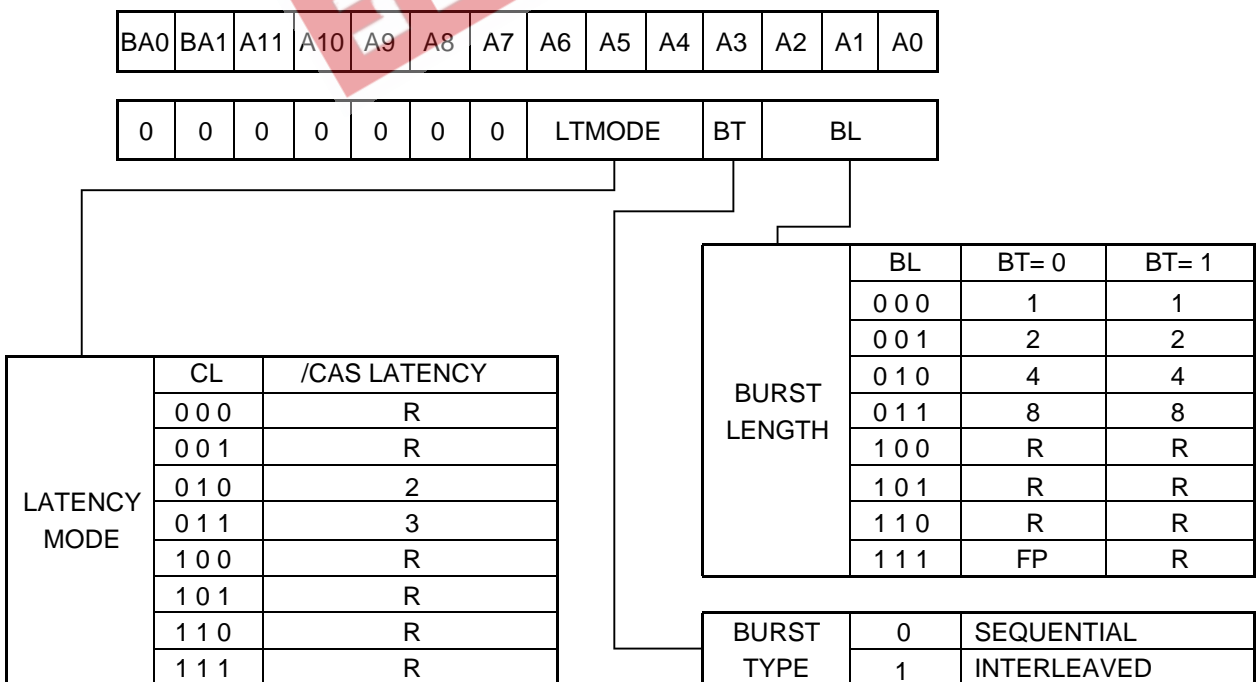 BA0 BA1 A11 A10 A9 A8 A7 A6 A5 A4 A3 A2 A1 A0
0 0 0 0 0 0 0 LTMODE BT BL
BL BT= 0 BT= 1
0 0 0 1 1
0 0 1 2 2
0 1 0 4 4
0 1 1 8 8
1 0 0 R R
1 0 1 R R
1 1 0 R R
1 1 1 FP R
BURST
LENGTH
CL /CAS LATENCY
0 0 0 R
0 0 1 R
0 1 0 2
0 1 1 3
1 0 0 R
1 0 1 R
1 1 0 R
1 1 1 R
LATENCY
MODE
BURST
TYPE
0 SEQUENTIAL
1 INTERLEAVED